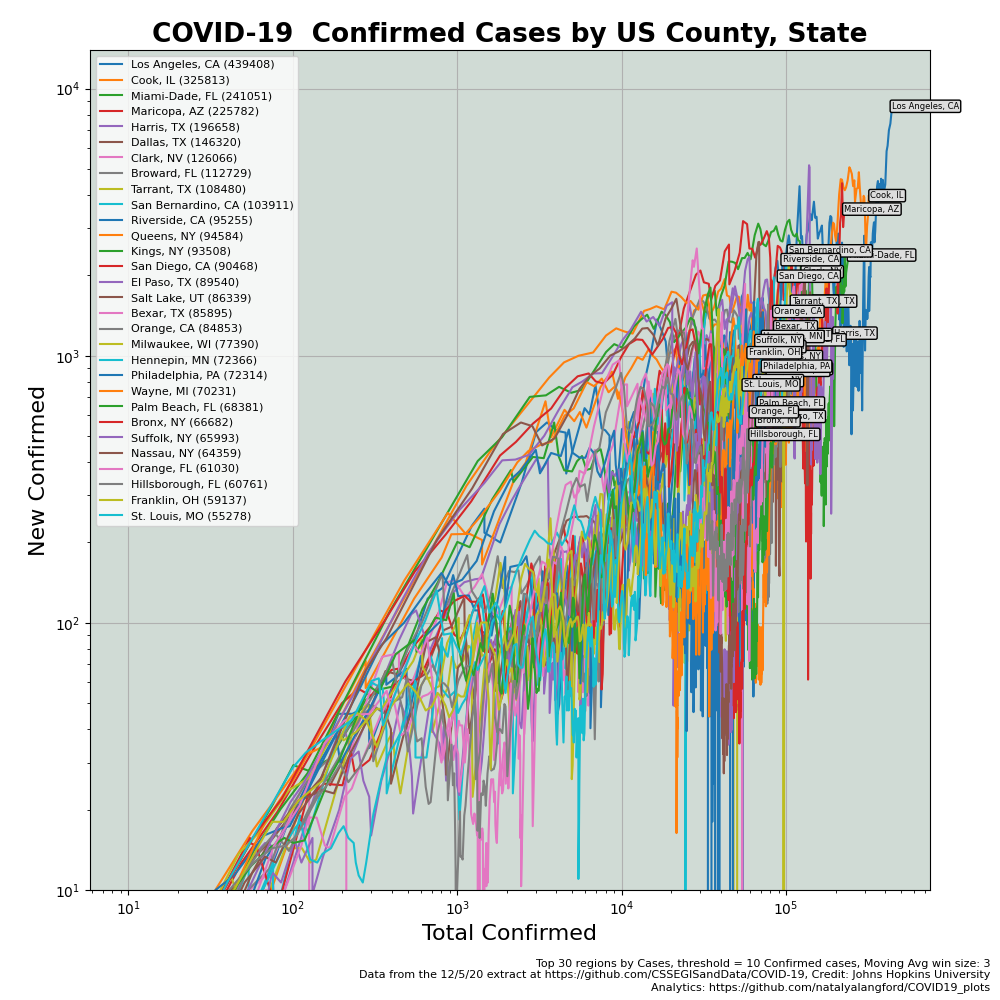 COVID-19  Confirmed Cases by US County, State
Los Angeles, CA (439408)
Cook, IL (325813)
Miami-Dade, FL (241051)
Maricopa, AZ (225782)
Harris, TX (196658)
Dallas, TX (146320)
Clark, NV (126066)
Broward, FL (112729)
Tarrant, TX (108480)
San Bernardino, CA (103911)
Riverside, CA (95255)
Queens, NY (94584)
Kings, NY (93508)
San Diego, CA (90468)
El Paso, TX (89540)
Salt Lake, UT (86339)
Bexar, TX (85895)
Orange, CA (84853)
Milwaukee, WI (77390)
Hennepin, MN (72366)
Philadelphia, PA (72314)
Wayne, MI (70231)
Palm Beach, FL (68381)
Bronx, NY (66682)
Suffolk, NY (65993)
Nassau, NY (64359)
Orange, FL (61030)
Hillsborough, FL (60761)
Franklin, OH (59137)
St. Louis, MO (55278)
Los Angeles, CA
Cook, IL
Maricopa, AZ
San Bernardino, CA
-Dade, FL
Riverside, CA
San Diego, CA
Tarrant, TX
, TX
Orange, CA
Bexar, TX
Harris, TX
MN
FL
Suffolk, NY
Franklin, OH
NY
Philadelphia, PA
St. Louis, MO
Palm Beach, FL
Orange, FL
so, TX
Bronx, NY
Hillsborough, FL
10^4
10^3
10^2
10^1
10^1
10^2
10^3
10^4
10^5
New Confirmed
Total Confirmed
Top 30 regions by Cases, threshold = 10 Confirmed cases, Moving Avg win size: 3
Data from the 12/5/20 extract at https://github.com/CSSEGISandData/COVID-19, Credit: Johns Hopkins University
Analytics: https://github.com/natalyalangford/COVID19_plots